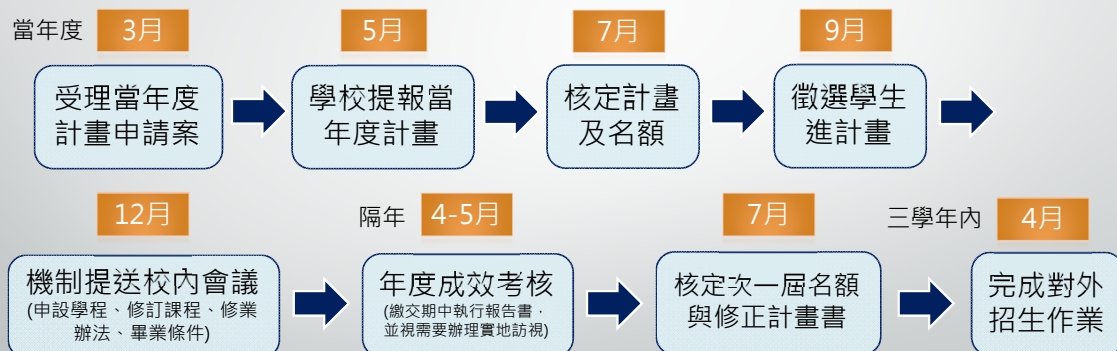 當年度
3月
5月
7月
9月
受理當年度
計畫申請案
學校提報當
年度計畫
核定計畫
及名額
徵選學生
進計畫
12月
隔年
4-5月
7月
三學年內
4月
機制提送校內會議
(申設學程、修訂課程、修業
辦法、畢業條件)
年度成效考核
(繳交期中執行報告書，
並視需要辦理實地訪視)
核定次一屆名額
與修正計畫書
完成對外
招生作業